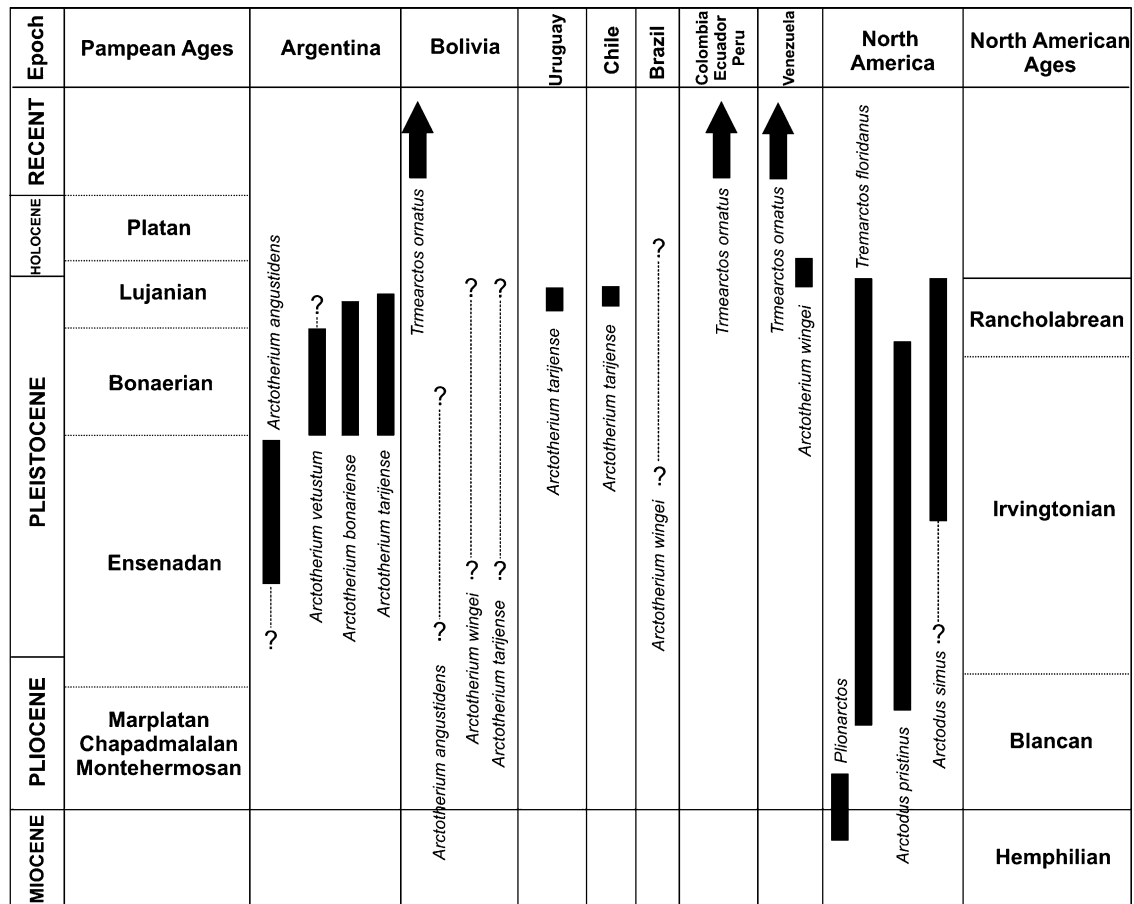 Epoch
Pampean Ages
Argentina
Bolivia
Uruguay
Chile
Brazil
Colombia
Ecuador
Peru
Venezuela
North
America
North American
Ages
RECENT
HOLOCENE
PLEISTOCENE
PLIOCENE
MIOCENE
Platan
Lujanian
Bonaerian
Ensenadan
Marplatan
Chapadmalalan
Montehermosan
Arctotherium angustidens
?
?
Arctotherium vetustum
Arctotherium bonariense
Arctotherium tarijense
Trmearctos ornatus
?
?
Arctotherium angustidens
?
?
Arctotherium wingei
?
?
Arctotherium tarijense
Arctotherium tarijense
Arctotherium tarijense
?
?
Arctotherium wingei
Trmearctos ornatus
Trmearctos ornatus
Arctotherium wingei
Plionarctos
Tremarctos floridanus
Arctodus pristinus
?
Arctodus simus
Rancholabrean
Irvingtonian
Blancan
Hemphilian